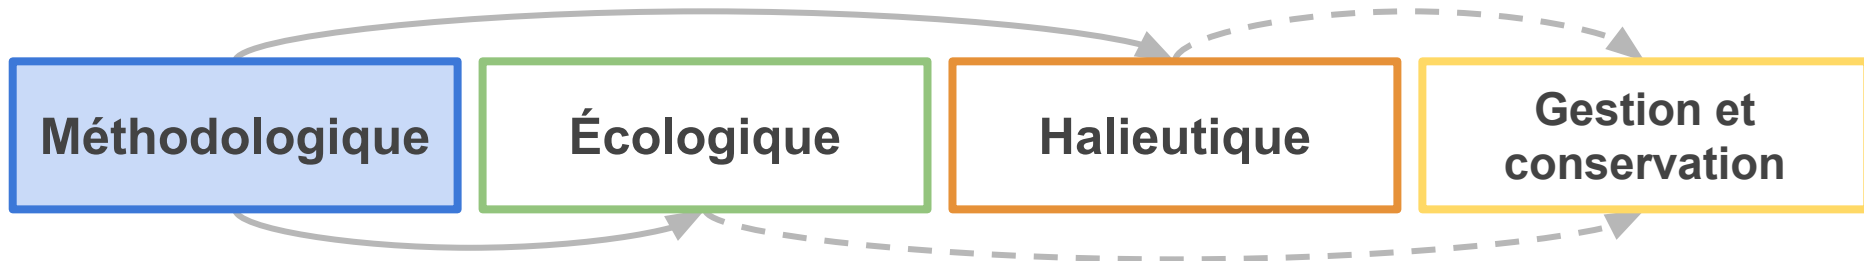 Méthodologique
Écologique
Halieutique
Gestion et
conservation